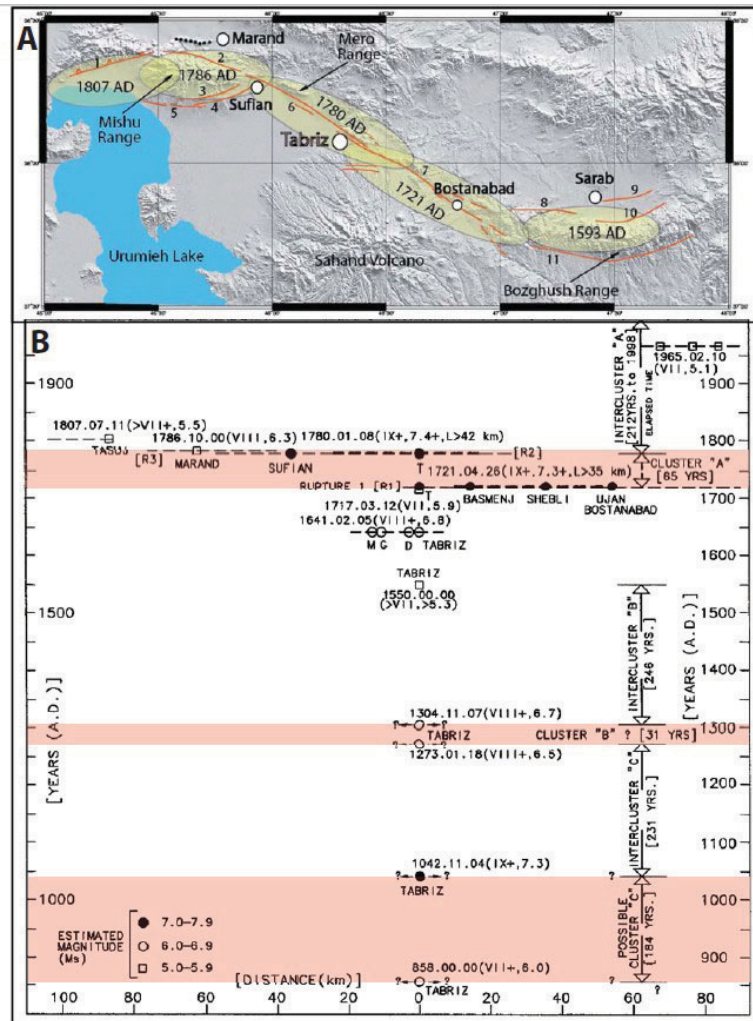 A
Marand
Mero
Range
1
2
1807 AD
1786 AD
3
4
5
Sufian
6
1780 AD
Mishu
Range
Tabriz
7
Bostanabad
Sarab
8
9
10
1721 AD
1593 AD
11
Urumieh Lake
Sahand Volcano
Bozghush Range
B
1900
1807.07.11(>VII+,5.5)
TASUJ
1786.10.00(VIII,6.3)
[R3]
MARAND
1780.01.08(IX+,7.4+,L>42 km)
SUFIAN
T
[R2]
1721.04.26(IX+,7.3+,L>35 km)
RUPTURE 1 [R1]
T
BASMENJ
SHEBLI
UJAN
BOSTANABAD
1717.03.12(VII,5.9)
1641.02.05(VIII+,6.8)
M G D TABRIZ
TABRIZ
1550.00.00
(>VII,>5.3)
1500
1304.11.07(VIII+,6.7)
? ?
TABRIZ
CLUSTER "B" ? [31 YRS]
? ?
1273.01.18(VIII+,6.5)
[YEARS (A.D.)]
1042.11.04(IX+,7.3)
? ?
TABRIZ
?
1000
ESTIMATED
MAGNITUDE
(Ms)
7.0-7.9
6.0-6.9
5.0-5.9
858.00.00(VII+,6.0)
? ?
TABRIZ
?
?
[DISTANCE(km)]
100 80 60 40 20 0 20 40 60 80
INTERCLUSTER "A"
[212YRS.to 1998]
ELAPSED TIME
1965.02.10
(VII,5.1)
CLUSTER "A"
[65 YRS]
INTERCLUSTER "B"
[246 YRS.]
INTERCLUSTER "C"
[231 YRS.]
POSSIBLE
CLUSTER "C"
[184 YRS.]
[YEARS (A.D.)]
1900
1800
1700
1600
1500
1400
1300
1200
1100
1000
900